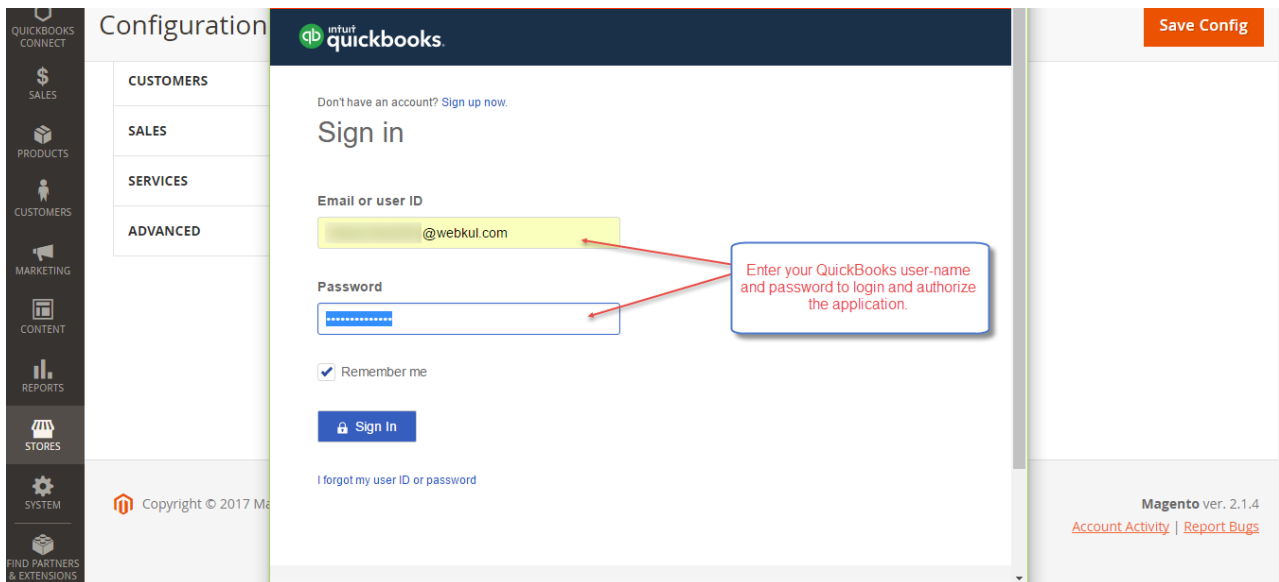 QUICKBOOKS
CONNECT
SALES
PRODUCTS
CUSTOMERS
MARKETING
CONTENT
REPORTS
STORES
SYSTEM
FIND PARTNERS
& EXTENSIONS
Configuration
Save Config
CUSTOMERS
SALES
SERVICES
ADVANCED
qb intuit
quickbooks.
Don't have an account? Sign up now.
Sign in
Email or user ID
@webkul.com
Password
Remember me
Sign In
I forgot my user ID or password
Enter your QuickBooks user-name
and password to login and authorize
the application.
Copyright © 2017 Ma
Magento ver. 2.1.4
Account Activity | Report Bugs